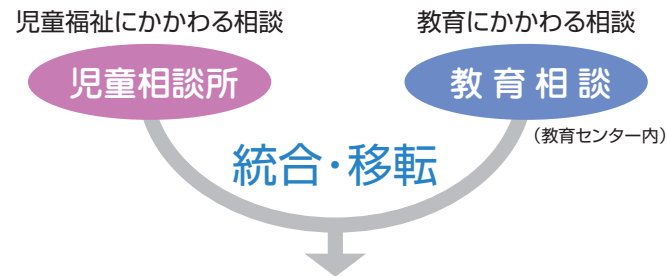 児童福祉にかかわる相談
教育にかかわる相談
児童相談所
教育相談
（教育センター内）
統合・移転